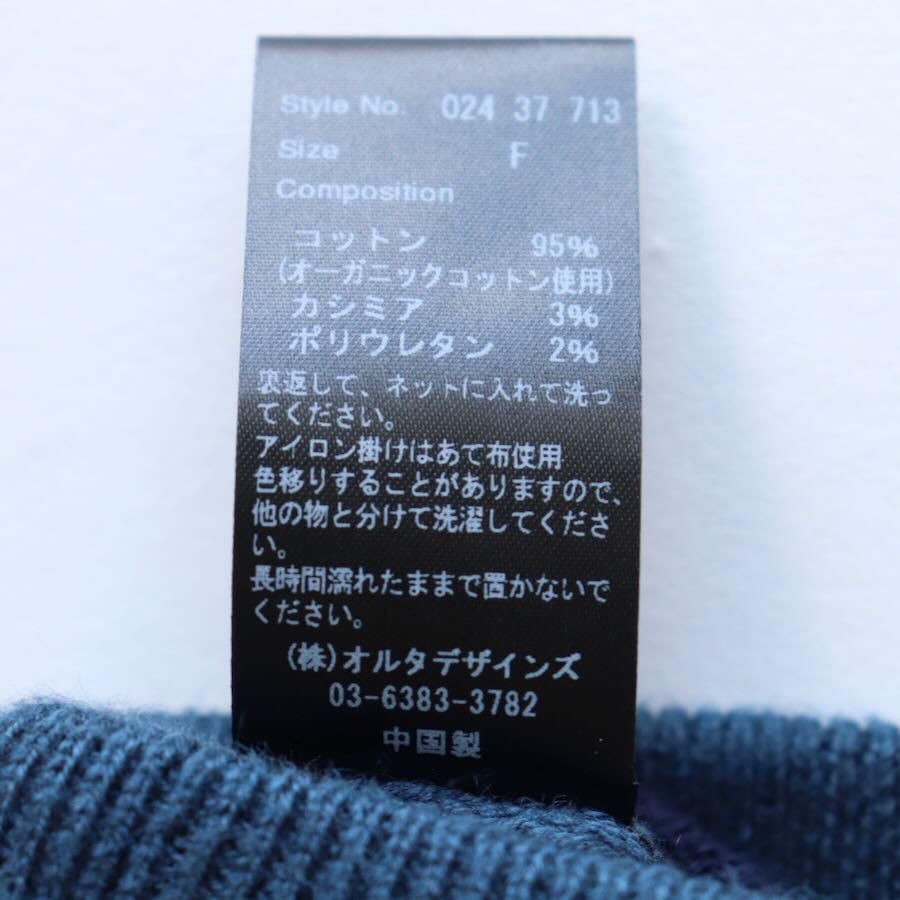 Style No. 024 37 713
Size F
Composition
コットン 95%
(オーガニックコットン使用)
カシミア 3%
ポリウレタン 2%
裏返して、ネットに入れて洗っ
てください。
アイロン掛けはあて布使用
色移りすることがありますので、
他の物と分けて洗濯してくださ
い。
長時間濡れたままで置かないで
ください。
(株)オルタデザインズ
03-6383-3782
中国製